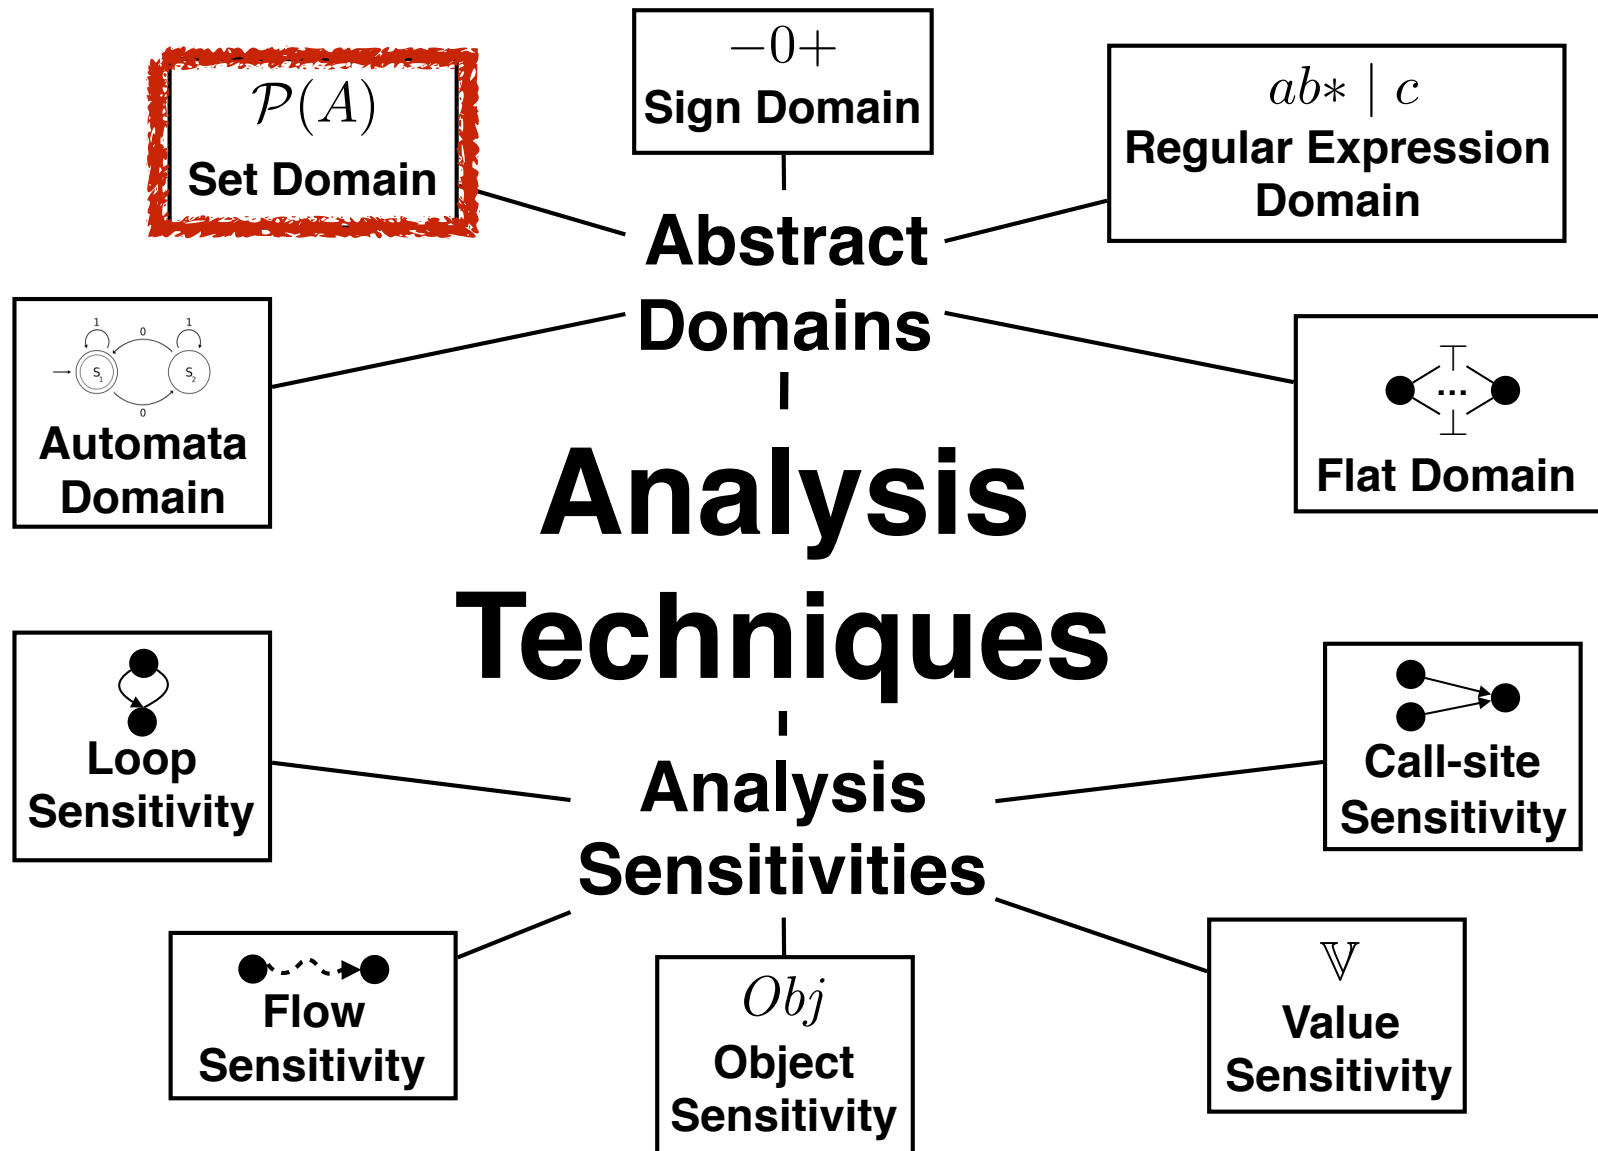 −0+
Sign Domain
𝒫(A)
Set Domain
ab∗ | c
Regular Expression
Domain
Abstract
Domains
1
0
1
S1
S2
0
Automata
Domain
⊤
...
⊥
Flat Domain
Analysis
Techniques
Loop
Sensitivity
Call-site
Sensitivity
Analysis
Sensitivities
Flow
Sensitivity
Obj
Object
Sensitivity
𝕍
Value
Sensitivity